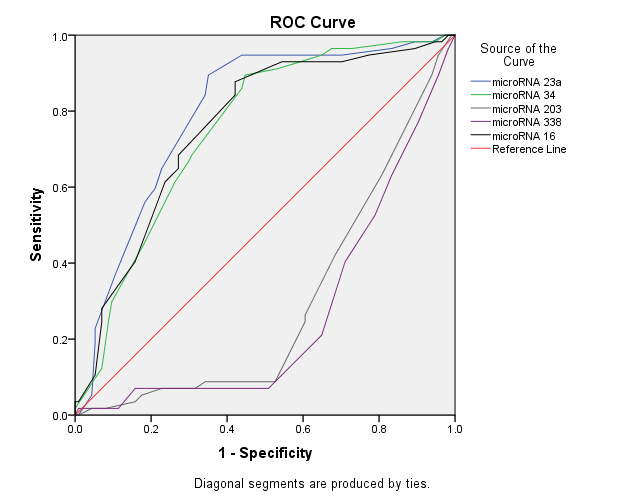 ROC Curve
Source of the
Curve
microRNA 23a
microRNA 34
microRNA 203
microRNA 338
microRNA 16
Reference Line
Sensitivity
1.0
0.8
0.6
0.4
0.2
0.0
0.0 0.2 0.4 0.6 0.8 1.0
1 - Specificity
Diagonal segments are produced by ties.